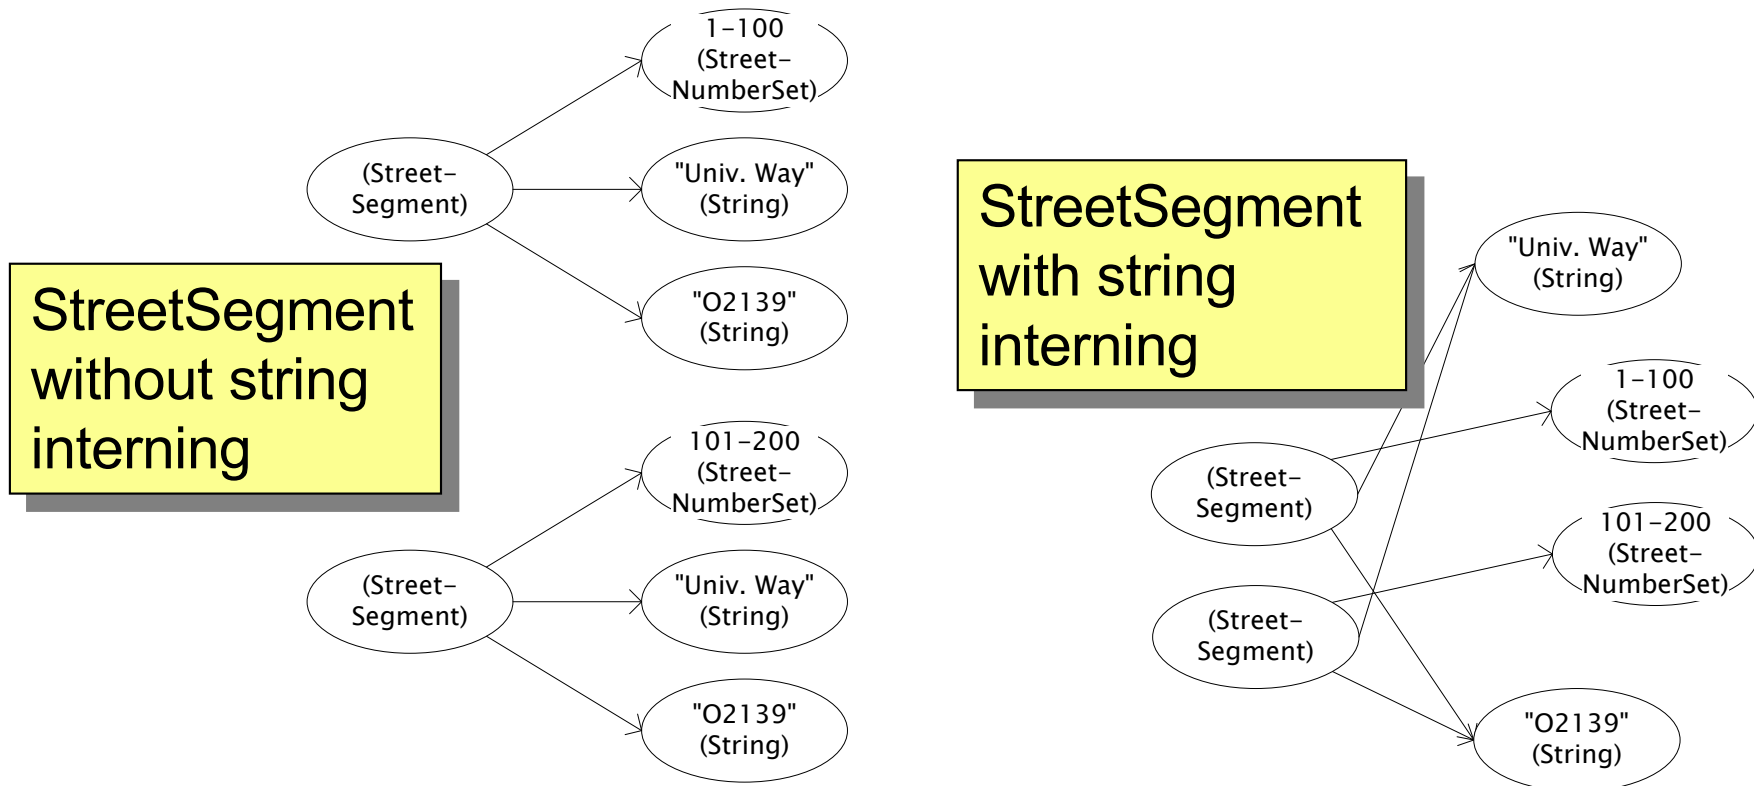 1-100
(Street-
NumberSet)
(Street-
Segment)
"Univ. Way"
(String)
"O2139"
(String)
StreetSegment
without string
interning
101-200
(Street-
NumberSet)
(Street-
Segment)
"Univ. Way"
(String)
"O2139"
(String)
StreetSegment
with string
interning
"Univ. Way"
(String)
1-100
(Street-
NumberSet)
(Street-
Segment)
101-200
(Street-
NumberSet)
(Street-
Segment)
"O2139"
(String)